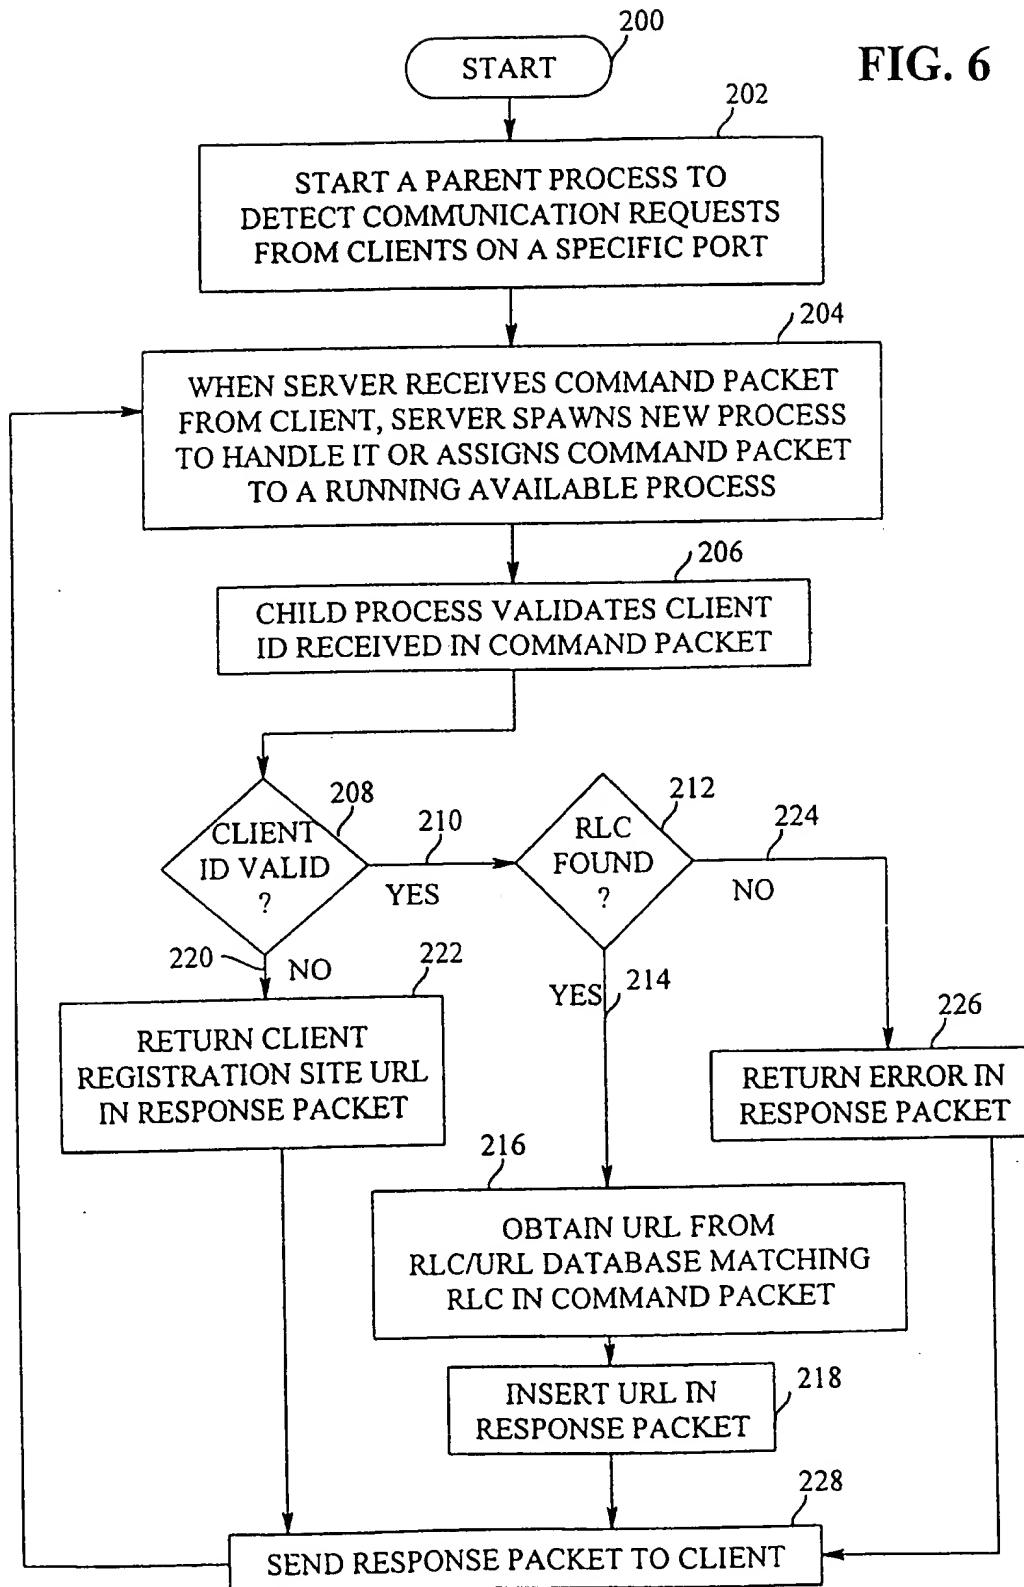 200
START
FIG. 6
202
START A PARENT PROCESS TO
DETECT COMMUNICATION REQUESTS
FROM CLIENTS ON A SPECIFIC PORT
204
WHEN SERVER RECEIVES COMMAND PACKET
FROM CLIENT, SERVER SPAWNS NEW PROCESS
TO HANDLE IT OR ASSIGNS COMMAND PACKET
TO A RUNNING AVAILABLE PROCESS
206
CHILD PROCESS VALIDATES CLIENT
ID RECEIVED IN COMMAND PACKET
208
CLIENT
ID VALID
?
210
YES
212
RLC
FOUND
?
224
NO
220
NO
222
RETURN CLIENT
REGISTRATION SITE URL
IN RESPONSE PACKET
YES
214
226
RETURN ERROR IN
RESPONSE PACKET
216
OBTAIN URL FROM
RLC/URL DATABASE MATCHING
RLC IN COMMAND PACKET
218
INSERT URL IN
RESPONSE PACKET
228
SEND RESPONSE PACKET TO CLIENT